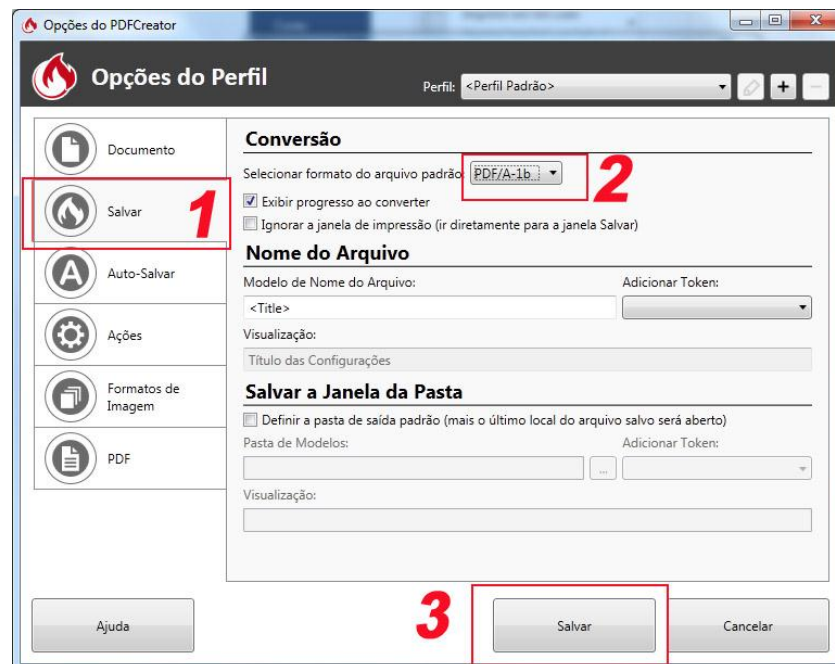 Opções do PDFCreator
Opções do Perfil
Perfil: <Perfil Padrão>
Documento
Salvar
1
Auto-Salvar
Ações
Formatos de
Imagem
PDF
Conversão
Selecionar formato do arquivo padrão: PDF/A-1b
2
Exibir progresso ao converter
Ignorar a janela de impressão (ir diretamente para a janela Salvar)
Nome do Arquivo
Modelo de Nome do Arquivo: Adicionar Token:
<Title>
Visualização:
Título das Configurações
Salvar a Janela da Pasta
Definir a pasta de saída padrão (mais o último local do arquivo salvo será aberto)
Pasta de Modelos: Adicionar Token:
...
Visualização:
Ajuda
3
Salvar
Cancelar